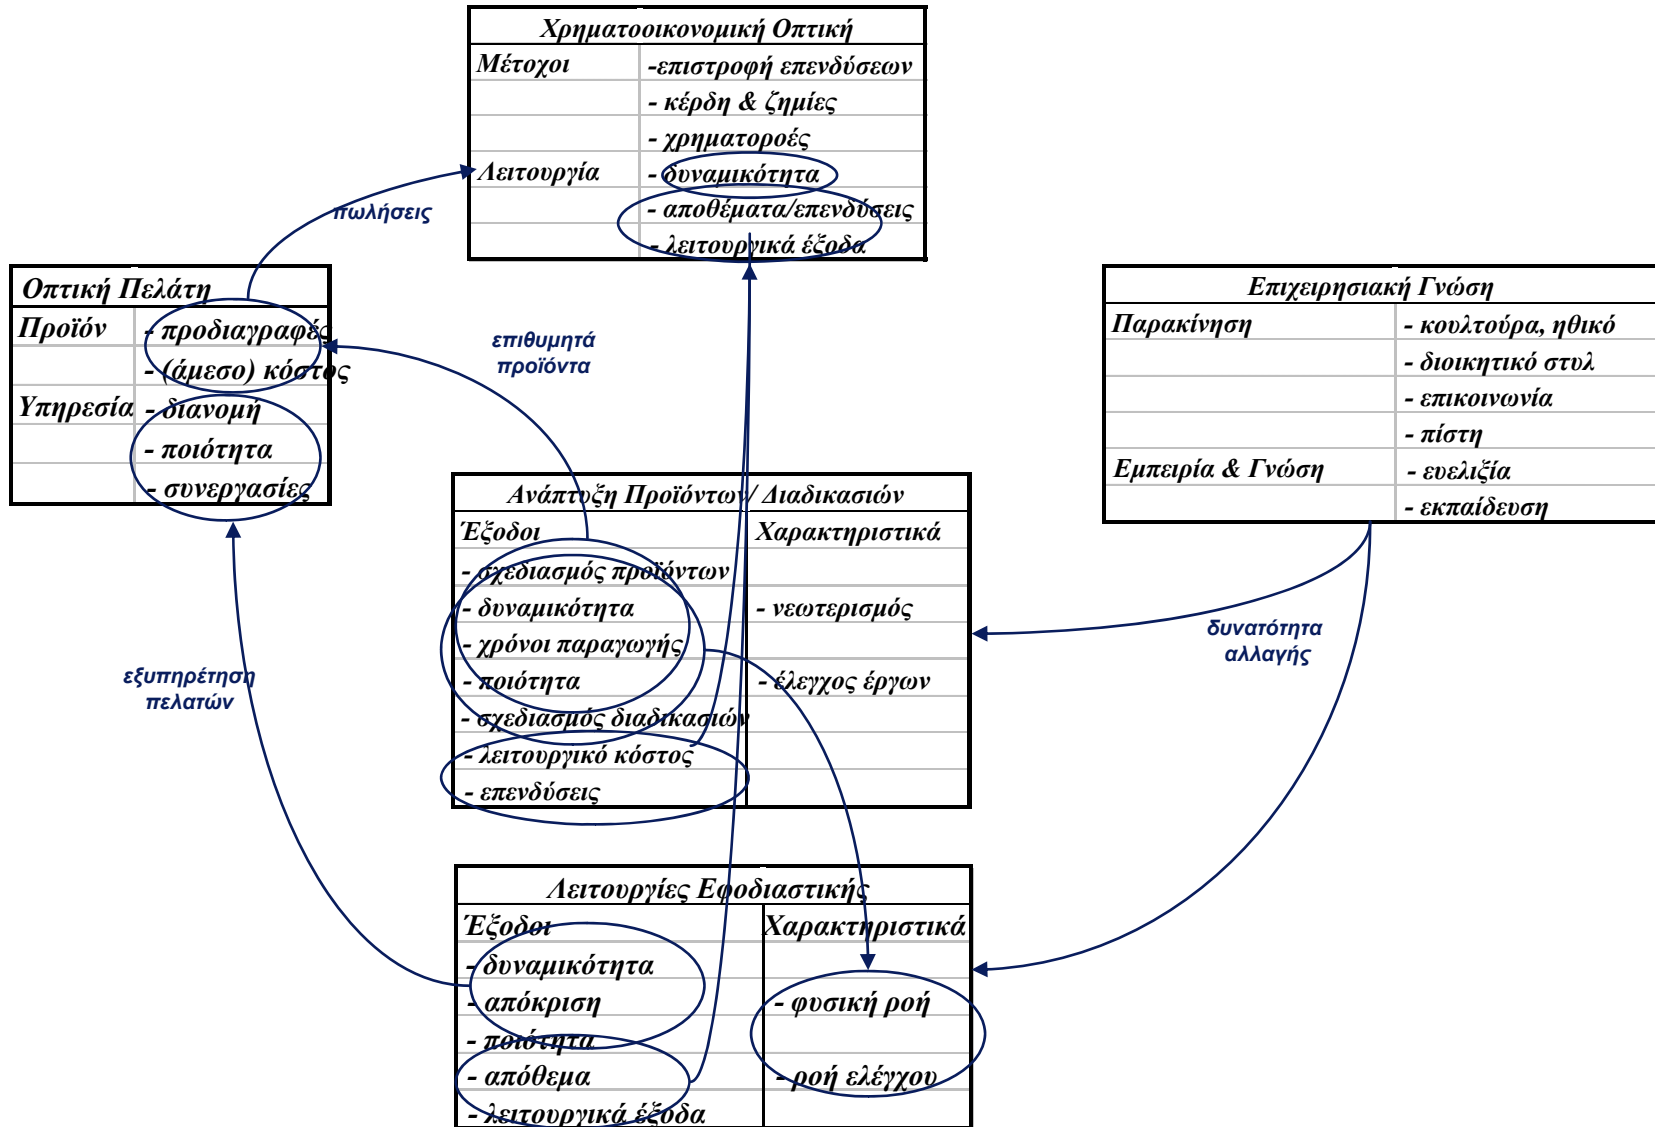 Χρηματοοικονομική Οπτική
Μέτοχοι -επιστροφή επενδύσεων
- κέρδη & ζημίες
- χρηματοροές
Λειτουργία - δυναμικότητα
- αποθέματα/επενδύσεις
- λειτουργικά έξοδα
πωλήσεις
Οπτική Πελάτη
Προϊόν - προδιαγραφές
- (άμεσο) κόστος
Υπηρεσία - διανομή
- ποιότητα
- συνεργασίες
επιθυμητά
προϊόντα
Επιχειρησιακή Γνώση
Παρακίνηση - κουλτούρα, ηθικό
- διοικητικό στυλ
- επικοινωνία
- πίστη
Εμπειρία & Γνώση - ευελιξία
- εκπαίδευση
Ανάπτυξη Προϊόντων/ Διαδικασιών
Έξοδοι Χαρακτηριστικά
- σχεδιασμός προϊόντων
- δυναμικότητα - νεωτερισμός
- χρόνοι παραγωγής
- ποιότητα - έλεγχος έργων
- σχεδιασμός διαδικασιών
- λειτουργικό κόστος
- επενδύσεις
εξυπηρέτηση
πελατών
δυνατότητα
αλλαγής
Λειτουργίες Εφοδιαστικής
Έξοδοι Χαρακτηριστικά
- δυναμικότητα
- απόκριση - φυσική ροή
- ποιότητα
- απόθεμα - ροή ελέγχου
- λειτουργικά έξοδα